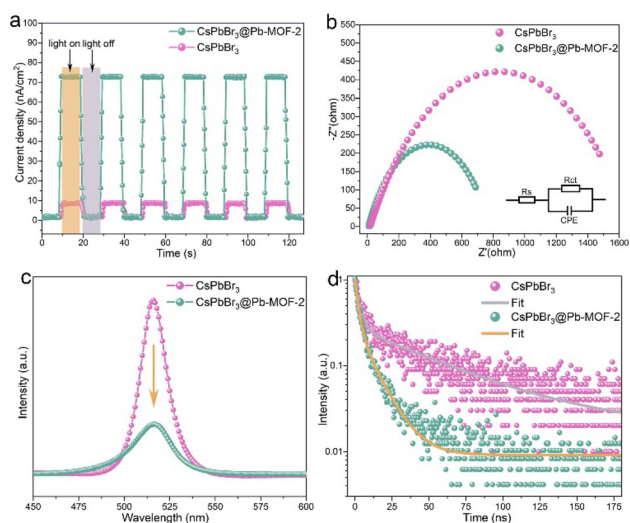 a
CsPbBr3@Pb-MOF-2
CsPbBr3
light on light off
Current density (nA/cm²)
100
90
80
70
60
50
40
30
20
10
0
0 20 40 60 80 100 120
Time (s)
b
CsPbBr3
CsPbBr3@Pb-MOF-2
-Z"(ohm)
-500
-450
-400
-350
-300
-250
-200
-150
-100
-50
0
Rs
Rct
CPE
0 200 400 600 800 1000 1200 1400 1600
Z'(ohm)
c
CsPbBr3
CsPbBr3@Pb-MOF-2
Intensity (a.u.)
450 475 500 525 550 575 600
Wavelength (nm)
d
CsPbBr3
Fit
CsPbBr3@Pb-MOF-2
Fit
Intensity (a.u.)
1
0.1
0.01
0 25 50 75 100 125 150 175
Time (ns)